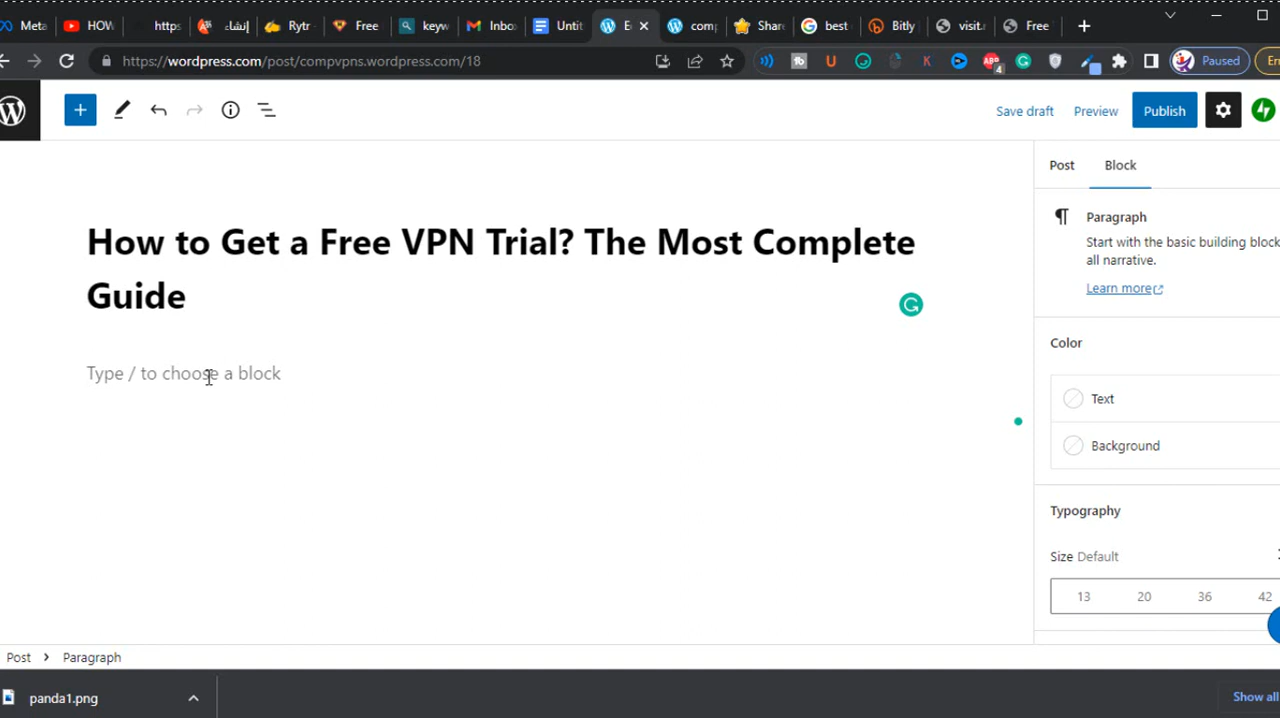 Meta HOW https إنشاء Rytr Free keyw Inbo Untit E comp Share best Bitly visit. Free
https://wordpress.com/post/compvpns.wordpress.com/18 4 Paused
Save draft Preview Publish
Post Block
Paragraph
Start with the basic building block
all narrative.
Learn more
How to Get a Free VPN Trial? The Most Complete
Guide
Type / to choose a block
Color
Text
Background
Typography
Size Default
13 20 36 42
Post Paragraph
panda1.png Show all